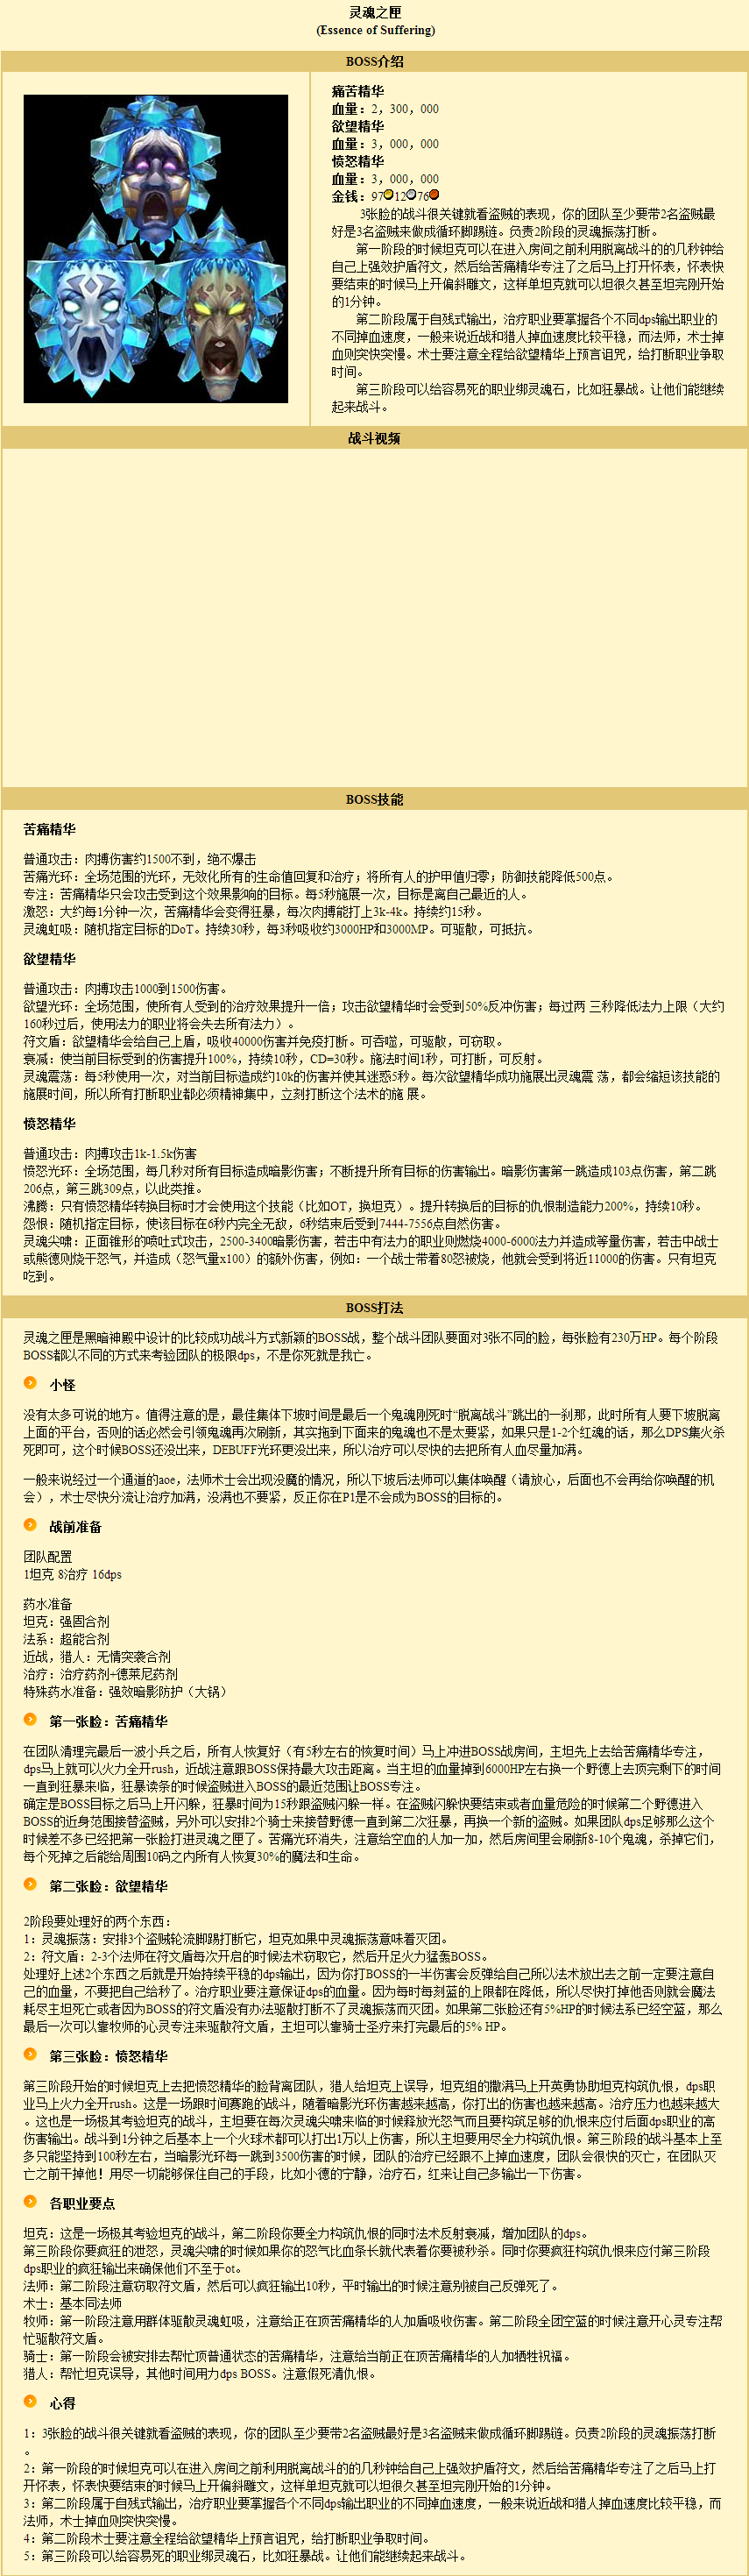 灵魂之匣
(Essence of Suffering)
BOSS介绍
痛苦精华
血量：2，300，000
欲望精华
血量：3，000，000
愤怒精华
血量：3，000，000
金钱：97 12 76
3张脸的战斗很关键就看盗贼的表现，你的团队至少要带2名盗贼最
好是3名盗贼来做成循环脚踢链。负责2阶段的灵魂振荡打断。
第一阶段的时候坦克可以在进入房间之前利用脱离战斗的的几秒钟给
自己上强效护盾符文，然后给苦痛精华专注了之后马上打开怀表，怀表快
要结束的时候马上开偏斜雕文，这样单坦克就可以坦很久甚至坦完刚开始
的1分钟。
第二阶段属于自残式输出，治疗职业要掌握各个不同dps输出职业的
不同掉血速度，一般来说近战和猎人掉血速度比较平稳，而法师，术士掉
血则突快突慢。术士要注意全程给欲望精华上预言诅咒，给打断职业争取
时间。
第三阶段可以给容易死的职业绑灵魂石，比如狂暴战。让他们能继续
起来战斗。
战斗视频
BOSS技能
苦痛精华
普通攻击：肉搏伤害约1500不到，绝不爆击
苦痛光环：全场范围的光环，无效化所有的生命值回复和治疗；将所有人的护甲值归零；防御技能降低500点。
专注：苦痛精华只会攻击受到这个效果影响的目标。每5秒施展一次，目标是离自己最近的人。
激怒：大约每1分钟一次，苦痛精华会变得狂暴，每次肉搏能打上3k-4k。持续约15秒。
灵魂虹吸：随机指定目标的DoT。持续30秒，每3秒吸收约3000HP和3000MP。可驱散，可抵抗。
欲望精华
普通攻击：肉搏攻击1000到1500伤害。
欲望光环：全场范围，使所有人受到的治疗效果提升一倍；攻击欲望精华时会受到50%反冲伤害；每过两 三秒降低法力上限（大约
160秒过后，使用法力的职业将会失去所有法力）。
符文盾：欲望精华会给自己上盾，吸收40000伤害并免疫打断。可吞噬，可驱散，可窃取。
衰减：使当前目标受到的伤害提升100%，持续10秒，CD=30秒。施法时间1秒，可打断，可反射。
灵魂震荡：每5秒使用一次，对当前目标造成约10k的伤害并使其迷惑5秒。每次欲望精华成功施展出灵魂震 荡，都会缩短该技能的
施展时间，所以所有打断职业都必须精神集中，立刻打断这个法术的施 展。
愤怒精华
普通攻击：肉搏攻击1k-1.5k伤害
愤怒光环：全场范围，每几秒对所有目标造成暗影伤害；不断提升所有目标的伤害输出。暗影伤害第一跳造成103点伤害，第二跳
206点，第三跳309点，以此类推。
沸腾：只有愤怒精华转换目标时才会使用这个技能（比如OT，换坦克）。提升转换后的目标的仇恨制造能力200%，持续10秒。
怨恨：随机指定目标，使该目标在6秒内完全无敌，6秒结束后受到7444-7556点自然伤害。
灵魂尖啸：正面锥形的喷吐式攻击，2500-3400暗影伤害，若击中有法力的职业则燃烧4000-6000法力并造成等量伤害，若击中战士
或熊德则烧干怒气，并造成（怒气量x100）的额外伤害，例如：一个战士带着80怒被烧，他就会受到将近11000的伤害。只有坦克
吃到。
BOSS打法
灵魂之匣是黑暗神殿中设计的比较成功战斗方式新颖的BOSS战，整个战斗团队要面对3张不同的脸，每张脸有230万HP。每个阶段
BOSS都以不同的方式来考验团队的极限dps，不是你死就是我亡。
小怪
没有太多可说的地方。值得注意的是，最佳集体下坡时间是最后一个鬼魂刚死时“脱离战斗”跳出的一刹那，此时所有人要下坡脱离
上面的平台，否则的话必然会引领鬼魂再次刷新，其实拖到下面来的鬼魂也不是太要紧，如果只是1-2个红魂的话，那么DPS集火杀
死即可，这个时候BOSS还没出来，DEBUFF光环更没出来，所以治疗可以尽快的去把所有人血尽量加满。
一般来说经过一个通道的aoe，法师术士会出现没魔的情况，所以下坡后法师可以集体唤醒（请放心，后面也不会再给你唤醒的机
会），术士尽快分流让治疗加满，没满也不要紧，反正你在P1是不会成为BOSS的目标的。
战前准备
团队配置
1坦克 8治疗 16dps
药水准备
坦克：强固合剂
法系：超能合剂
近战，猎人：无情突袭合剂
治疗：治疗药剂+德莱尼药剂
特殊药水准备：强效暗影防护（大锅）
第一张脸：苦痛精华
在团队清理完最后一波小兵之后，所有人恢复好（有5秒左右的恢复时间）马上冲进BOSS战房间，主坦先上去给苦痛精华专注，
dps马上就可以火力全开rush，近战注意跟BOSS保持最大攻击距离。当主坦的血量掉到6000HP左右换一个野德上去顶完剩下的时间
一直到狂暴来临，狂暴读条的时候盗贼进入BOSS的最近范围让BOSS专注。
确定是BOSS目标之后马上开闪躲，狂暴时间为15秒跟盗贼闪躲一样。在盗贼闪躲快要结束或者血量危险的时候第二个野德进入
BOSS的近身范围接替盗贼，另外可以安排2个骑士来接替野德一直到第二次狂暴，再换一个新的盗贼。如果团队dps足够那么这个
时候差不多已经把第一张脸打进灵魂之匣了。苦痛光环消失，注意给空血的人加一加，然后房间里会刷新8-10个鬼魂，杀掉它们，
每个死掉之后能给周围10码之内所有人恢复30%的魔法和生命。
第二张脸：欲望精华
2阶段要处理好的两个东西：
1：灵魂振荡：安排3个盗贼轮流脚踢打断它，坦克如果中灵魂振荡意味着灭团。
2：符文盾：2-3个法师在符文盾每次开启的时候法术窃取它，然后开足火力猛轰BOSS。
处理好上述2个东西之后就是开始持续平稳的dps输出，因为你打BOSS的一半伤害会反弹给自己所以法术放出去之前一定要注意自
己的血量，不要把自己给秒了。治疗职业要注意保证dps的血量。因为每时每刻蓝的上限都在降低，所以尽快打掉他否则就会魔法
耗尽主坦死亡或者因为BOSS的符文盾没有办法驱散打断不了灵魂振荡而灭团。如果第二张脸还有5%HP的时候法系已经空蓝，那么
最后一次可以靠牧师的心灵专注来驱散符文盾，主坦可以靠骑士圣疗来打完最后的5% HP。
第三张脸：愤怒精华
第三阶段开始的时候坦克上去把愤怒精华的脸背离团队，猎人给坦克上误导，坦克组的撒满马上开英勇协助坦克构筑仇恨，dps职
业马上火力全开rush。这是一场跟时间赛跑的战斗，随着暗影光环伤害越来越高，你打出的伤害也越来越高。治疗压力也越来越大
。这也是一场极其考验坦克的战斗，主坦要在每次灵魂尖啸来临的时候释放光怒气而且要构筑足够的仇恨来应付后面dps职业的高
伤害输出。战斗到1分钟之后基本上一个火球术都可以打出1万以上伤害，所以主坦要用尽全力构筑仇恨。第三阶段的战斗基本上至
多只能坚持到100秒左右，当暗影光环每一跳到3500伤害的时候，团队的治疗已经跟不上掉血速度，团队会很快的灭亡，在团队灭
亡之前干掉他！用尽一切能够保住自己的手段，比如小德的宁静，治疗石，红来让自己多输出一下伤害。
各职业要点
坦克：这是一场极其考验坦克的战斗，第二阶段你要全力构筑仇恨的同时法术反射衰减，增加团队的dps。
第三阶段你要疯狂的泄怒，灵魂尖啸的时候如果你的怒气比血条长就代表着你要被秒杀。同时你要疯狂构筑仇恨来应付第三阶段
dps职业的疯狂输出来确保他们不至于ot。
法师：第二阶段注意窃取符文盾，然后可以疯狂输出10秒，平时输出的时候注意别被自己反弹死了。
术士：基本同法师
牧师：第一阶段注意用群体驱散灵魂虹吸，注意给正在顶苦痛精华的人加盾吸收伤害。第二阶段全团空蓝的时候注意开心灵专注帮
忙驱散符文盾。
骑士：第一阶段会被安排去帮忙顶普通状态的苦痛精华，注意给当前正在顶苦痛精华的人加牺牲祝福。
猎人：帮忙坦克误导，其他时间用力dps BOSS。注意假死清仇恨。
心得
1：3张脸的战斗很关键就看盗贼的表现，你的团队至少要带2名盗贼最好是3名盗贼来做成循环脚踢链。负责2阶段的灵魂振荡打断
。
2：第一阶段的时候坦克可以在进入房间之前利用脱离战斗的的几秒钟给自己上强效护盾符文，然后给苦痛精华专注了之后马上打
开怀表，怀表快要结束的时候马上开偏斜雕文，这样单坦克就可以坦很久甚至坦完刚开始的1分钟。
3：第二阶段属于自残式输出，治疗职业要掌握各个不同dps输出职业的不同掉血速度，一般来说近战和猎人掉血速度比较平稳，而
法师，术士掉血则突快突慢。
4：第二阶段术士要注意全程给欲望精华上预言诅咒，给打断职业争取时间。
5：第三阶段可以给容易死的职业绑灵魂石，比如狂暴战。让他们能继续起来战斗。